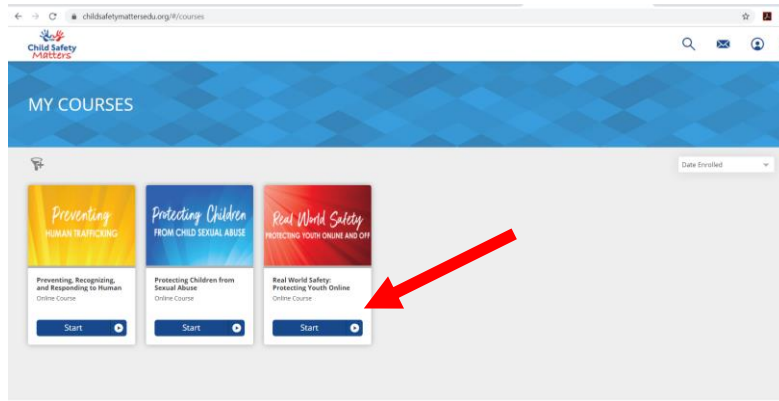 childsafetymattersedu.org/#/courses
Child Safety
Matters
MY COURSES
Date Enrolled
Preventing
HUMAN TRAFFICKING
Protecting Children
FROM CHILD SEXUAL ABUSE
Real World Safety
PROTECTING YOUTH ONLINE AND OFF
Preventing, Recognizing,
and Responding to Human
Online Course
Start
Protecting Children from
Sexual Abuse
Online Course
Start
Real World Safety:
Protecting Youth Online
Online Course
Start